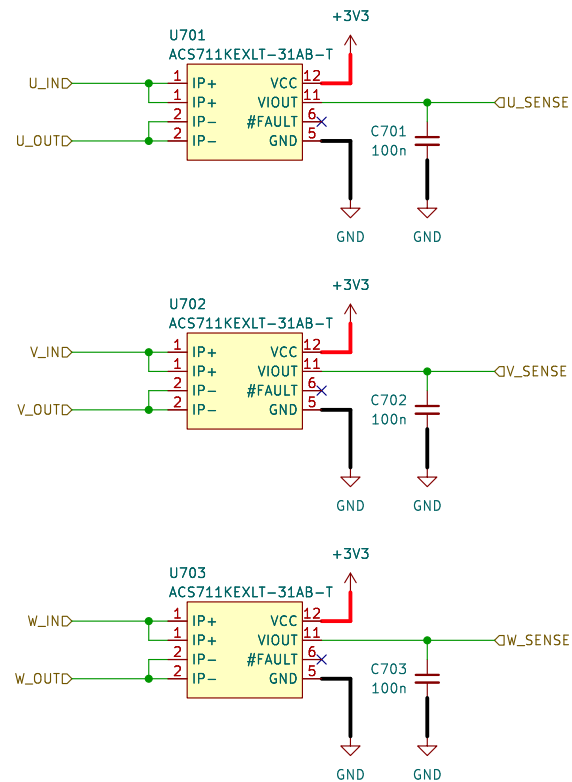 +3V3
U701
ACS711KEXLT-31AB-T
U_IN 1 IP+ VCC 12
1 IP+ VIOUT 11 U_SENSE
2 IP- #FAULT 6 C701
U_OUT 2 IP- GND 5 100n
GND GND
+3V3
U702
ACS711KEXLT-31AB-T
V_IN 1 IP+ VCC 12
1 IP+ VIOUT 11 V_SENSE
2 IP- #FAULT 6 C702
V_OUT 2 IP- GND 5 100n
GND GND
+3V3
U703
ACS711KEXLT-31AB-T
W_IN 1 IP+ VCC 12
1 IP+ VIOUT 11 W_SENSE
2 IP- #FAULT 6 C703
W_OUT 2 IP- GND 5 100n
GND GND